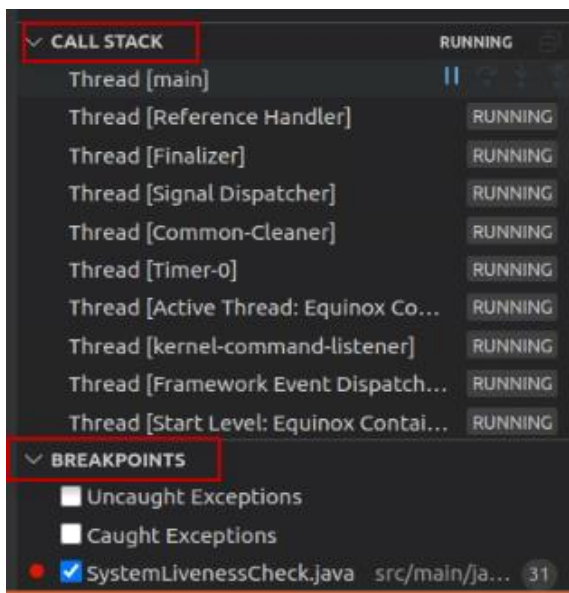 CALL STACK RUNNING
Thread [main]
Thread [Reference Handler] RUNNING
Thread [Finalizer] RUNNING
Thread [Signal Dispatcher] RUNNING
Thread [Common-Cleaner] RUNNING
Thread [Timer-0] RUNNING
Thread [Active Thread: Equinox Co... RUNNING
Thread [kernel-command-listener] RUNNING
Thread [Framework Event Dispatch... RUNNING
Thread [Start Level: Equinox Contai... RUNNING
BREAKPOINTS
Uncaught Exceptions
Caught Exceptions
SystemLivenessCheck.java src/main/ja... 31